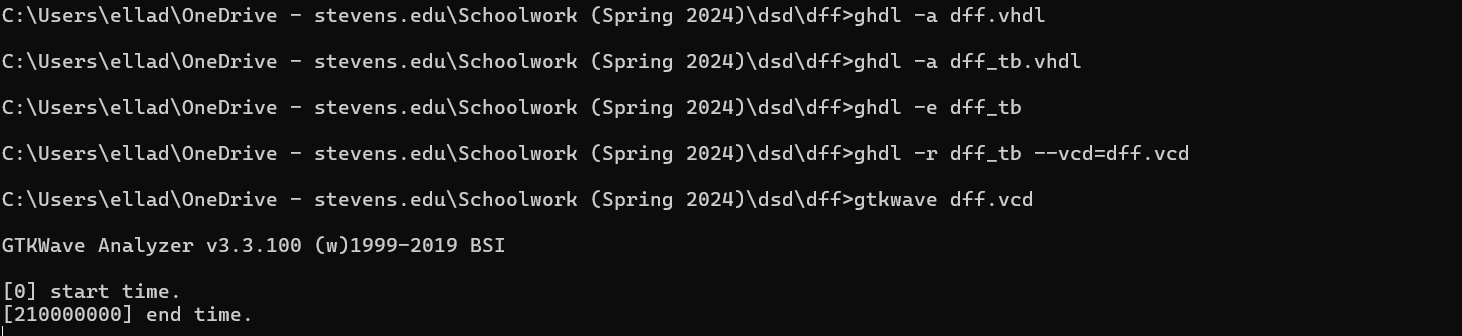 C:\Users\ellad\OneDrive - stevens.edu\Schoolwork (Spring 2024)\dsd\dff>ghdl -a dff.vhdl
C:\Users\ellad\OneDrive - stevens.edu\Schoolwork (Spring 2024)\dsd\dff>ghdl -a dff_tb.vhdl
C:\Users\ellad\OneDrive - stevens.edu\Schoolwork (Spring 2024)\dsd\dff>ghdl -e dff_tb
C:\Users\ellad\OneDrive - stevens.edu\Schoolwork (Spring 2024)\dsd\dff>ghdl -r dff_tb --vcd=dff.vcd
C:\Users\ellad\OneDrive - stevens.edu\Schoolwork (Spring 2024)\dsd\dff>gtkwave dff.vcd
GTKWave Analyzer v3.3.100 (w)1999-2019 BSI
[0] start time.
[210000000] end time.